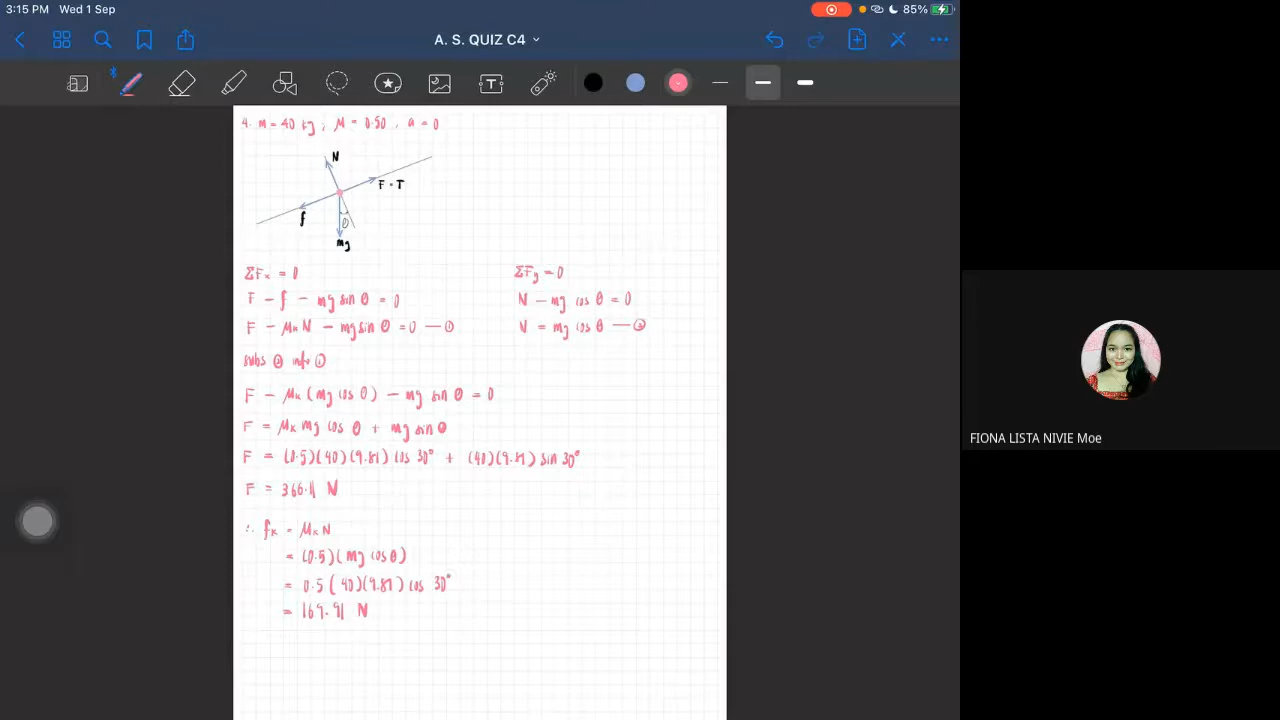 3:15 PM Wed 1 Sep
85%
A. S. QUIZ C4
T
4. m = 40 kg ; μ = 0.50 , a = 0
N
F = T
f
θ
mg
ΣFx = 0
ΣFy = 0
F - f - mg sin θ = 0
N - mg cos θ = 0
F - μk N - mg sin θ = 0 — ①
N = mg cos θ — ②
subs ② into ①
F - μk (mg cos θ) - mg sin θ = 0
F = μk mg cos θ + mg sin θ
F = (0.5)(40)(9.81) cos 30° + (40)(9.81) sin 30°
F = 366.1 N
∴ fk = μk N
= (0.5)(mg cos θ)
= 0.5 (40)(9.81) cos 30°
= 169.91 N
FIONA LISTA NIVIE Moe